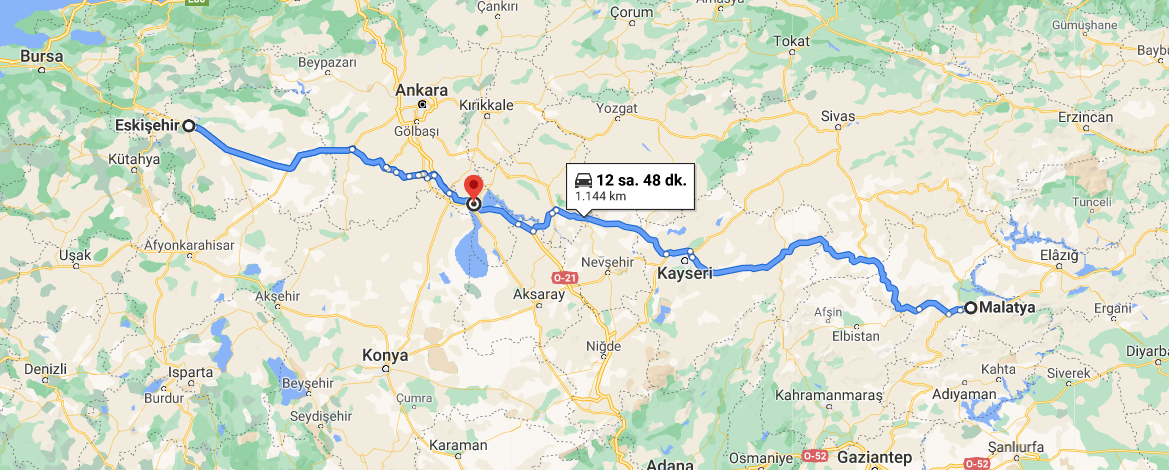 E80
Çankırı
Çorum
Amasya
Gümüşhane
Tokat
Bursa
Beypazarı
Bayb
Ankara
Kırıkkale
Yozgat
Sivas
Erzincan
Eskişehir
Gölbaşı
Kütahya
12 sa. 48 dk.
1.144 km
Tunceli
Afyonkarahisar
Uşak
Nevşehir
Kayseri
Elâzığ
O-21
Akşehir
Aksaray
Malatya
Ergani
Afşin
Elbistan
Niğde
Konya
Diyarba
Denizli
Isparta
Beyşehir
Kahta
Siverek
Burdur
Çumra
Kahramanmaraş
Adıyaman
Seydişehir
Karaman
Şanlıurfa
Osmaniye
O-52
Gaziantep
O-52
Adana